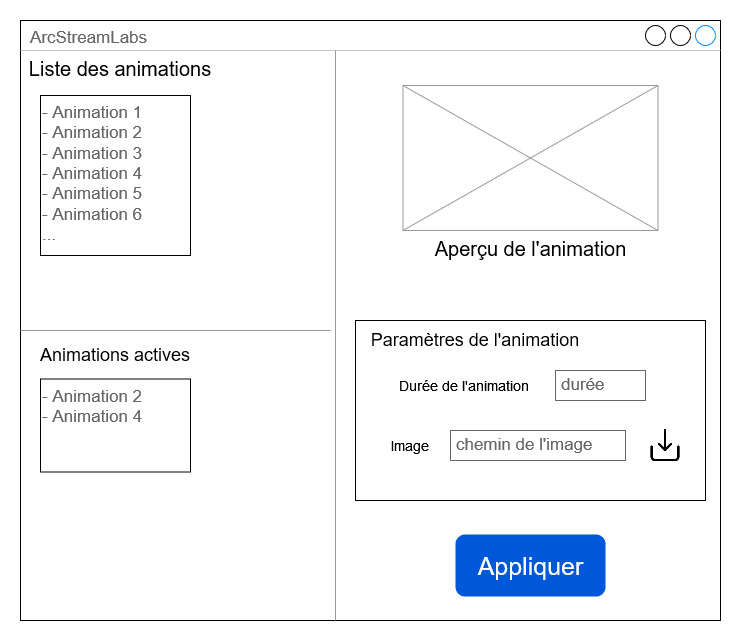 ArcStreamLabs
Liste des animations
- Animation 1
- Animation 2
- Animation 3
- Animation 4
- Animation 5
- Animation 6
...
Animations actives
- Animation 2
- Animation 4
Aperçu de l'animation
Paramètres de l'animation
Durée de l'animation durée
Image chemin de l'image
Appliquer